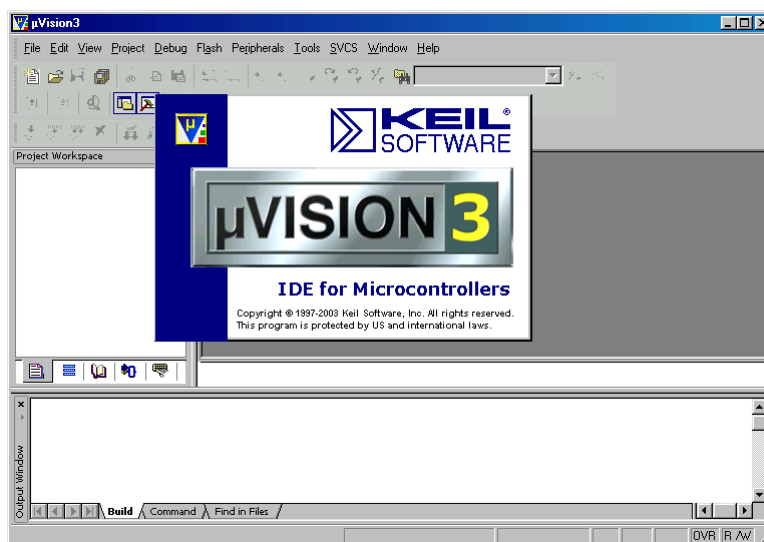 µVision3
File Edit View Project Debug Flash Peripherals Tools SVCS Window Help
Project Workspace
µ
KEIL®
SOFTWARE
µVISION 3
IDE for Microcontrollers
Copyright © 1997-2003 Keil Software, Inc. All rights reserved.
This program is protected by US and international laws.
Output Window
Build Command Find in Files
OVR R/W